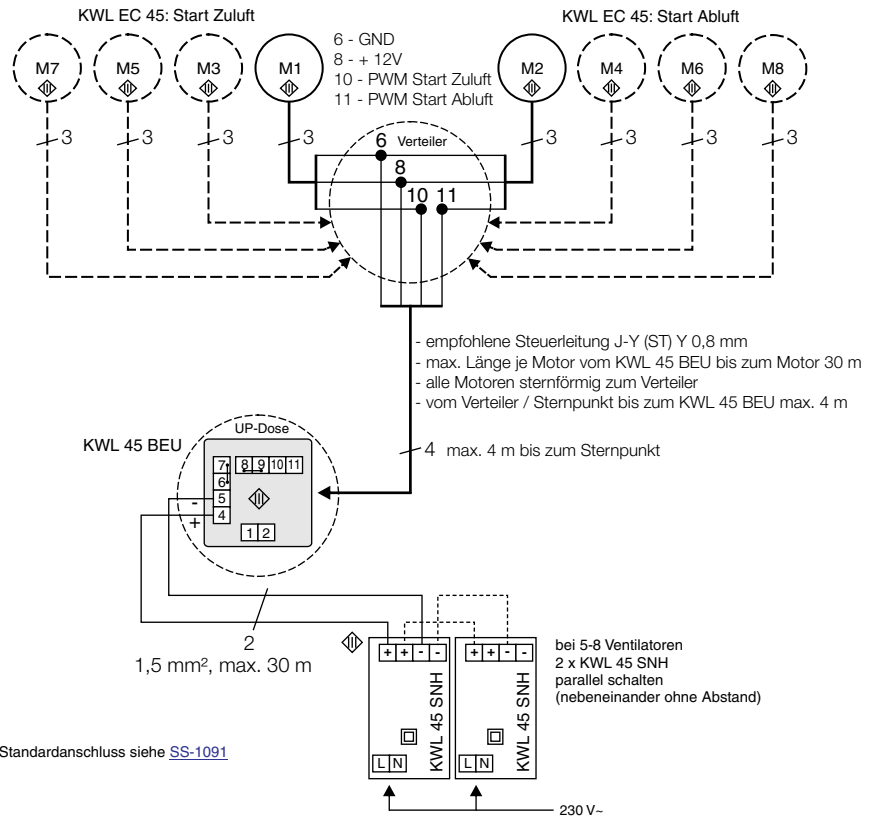 KWL EC 45: Start Zuluft
KWL EC 45: Start Abluft
M7
M5
M3
M1
6 - GND
8 - + 12V
10 - PWM Start Zuluft
11 - PWM Start Abluft
M2
M4
M6
M8
3
3
3
3
3
3
3
3
6 Verteiler
8
10 11
- empfohlene Steuerleitung J-Y (ST) Y 0,8 mm
- max. Länge je Motor vom KWL 45 BEU bis zum Motor 30 m
- alle Motoren sternförmig zum Verteiler
- vom Verteiler / Sternpunkt bis zum KWL 45 BEU max. 4 m
4 max. 4 m bis zum Sternpunkt
UP-Dose
KWL 45 BEU
7 8 9 10 11
6
- 5
+ 4
1 2
2
1,5 mm², max. 30 m
+ + - -
+ + - -
KWL 45 SNH
KWL 45 SNH
L N
L N
bei 5-8 Ventilatoren
2 x KWL 45 SNH
parallel schalten
(nebeneinander ohne Abstand)
Standardanschluss siehe SS-1091
230 V~